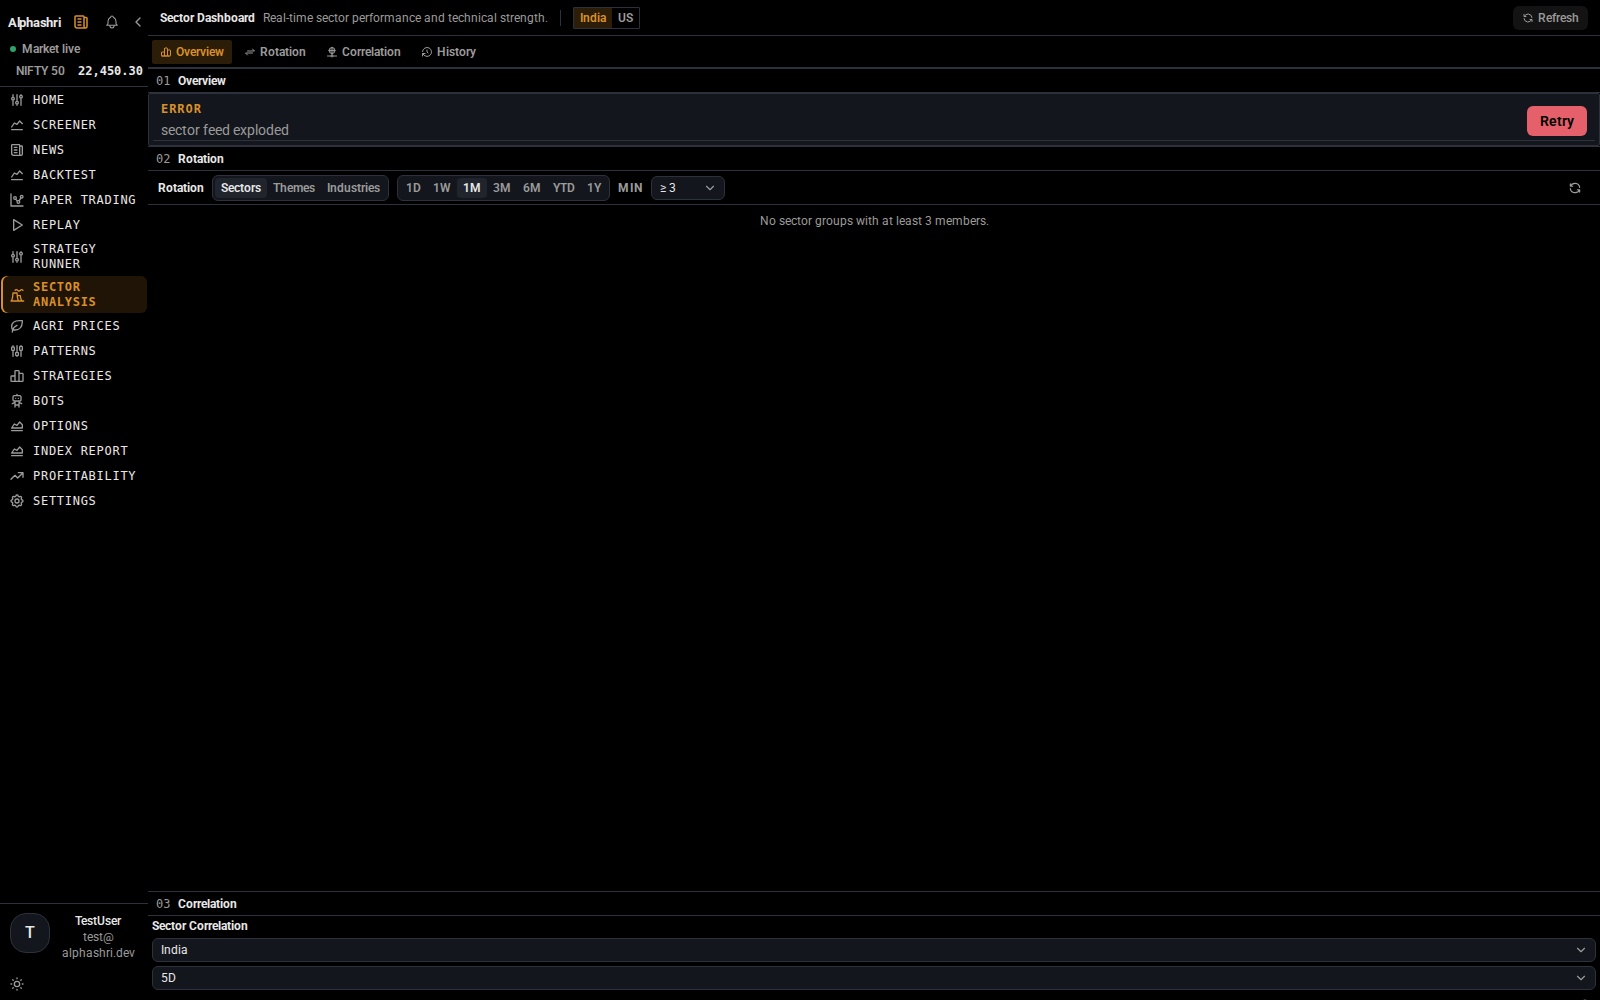 Alphashri
Market live
NIFTY 50 22,450.30
HOME
SCREENER
NEWS
BACKTEST
PAPER TRADING
REPLAY
STRATEGY
RUNNER
SECTOR
ANALYSIS
AGRI PRICES
PATTERNS
STRATEGIES
BOTS
OPTIONS
INDEX REPORT
PROFITABILITY
SETTINGS
T
TestUser
test@
alphashri.dev
Sector Dashboard Real-time sector performance and technical strength. India US Refresh
Overview Rotation Correlation History
01 Overview
ERROR
sector feed exploded
Retry
02 Rotation
Rotation Sectors Themes Industries 1D 1W 1M 3M 6M YTD 1Y MIN ≥ 3
No sector groups with at least 3 members.
03 Correlation
Sector Correlation
India
5D